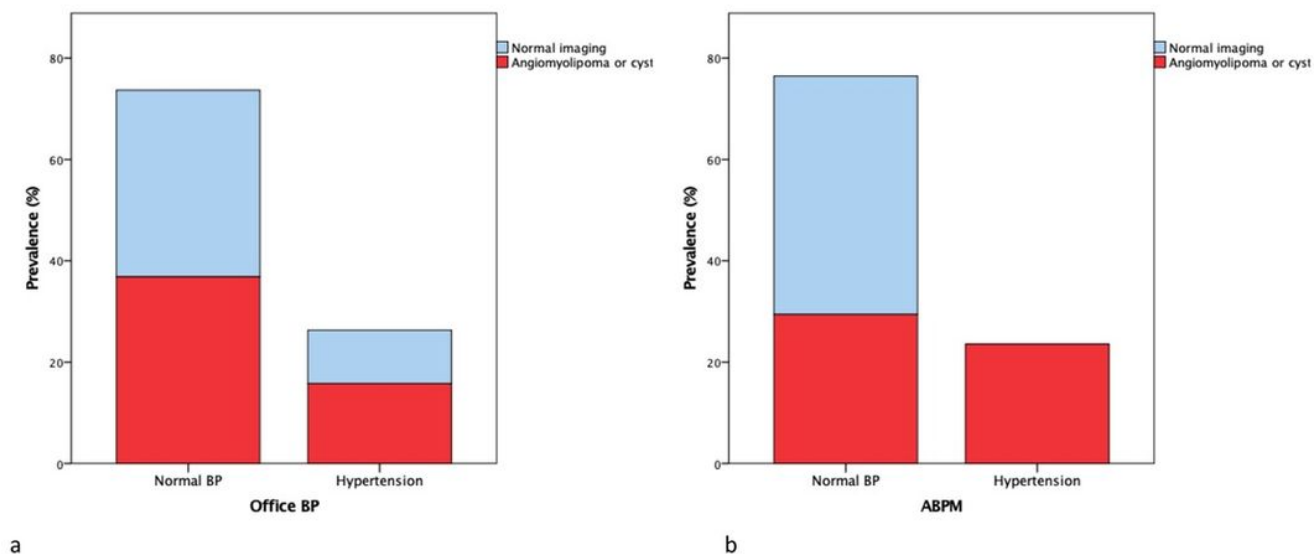 80
60
40
20
0
Prevalence (%)
Normal BP
Hypertension
Office BP
Normal imaging
Angiomyolipoma or cyst
a
80
60
40
20
0
Prevalence (%)
Normal BP
Hypertension
ABPM
Normal imaging
Angiomyolipoma or cyst
b